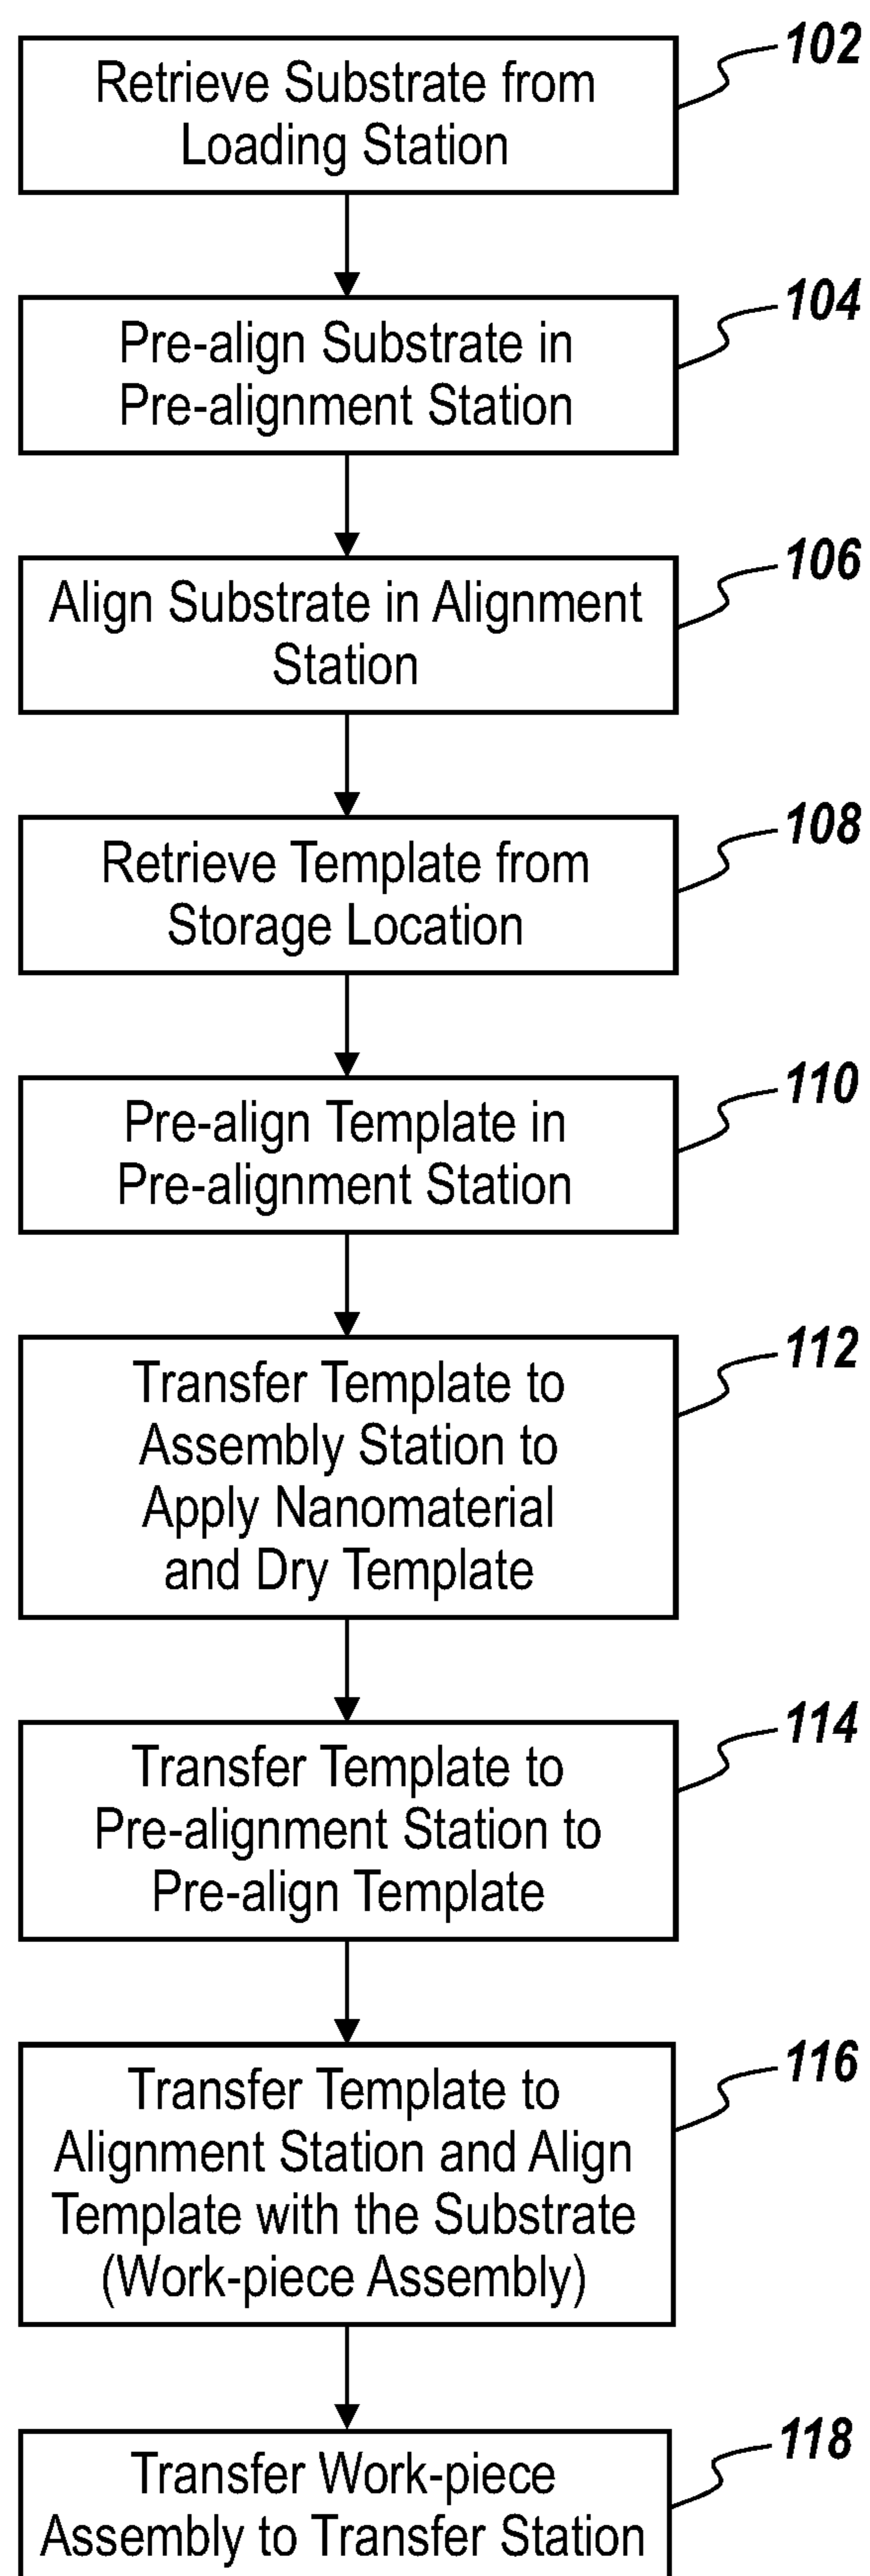 102
Retrieve Substrate from
Loading Station
104
Pre-align Substrate in
Pre-alignment Station
106
Align Substrate in Alignment
Station
108
Retrieve Template from
Storage Location
110
Pre-align Template in
Pre-alignment Station
112
Transfer Template to
Assembly Station to
Apply Nanomaterial
and Dry Template
114
Transfer Template to
Pre-alignment Station to
Pre-align Template
116
Transfer Template to
Alignment Station and Align
Template with the Substrate
(Work-piece Assembly)
118
Transfer Work-piece
Assembly to Transfer Station